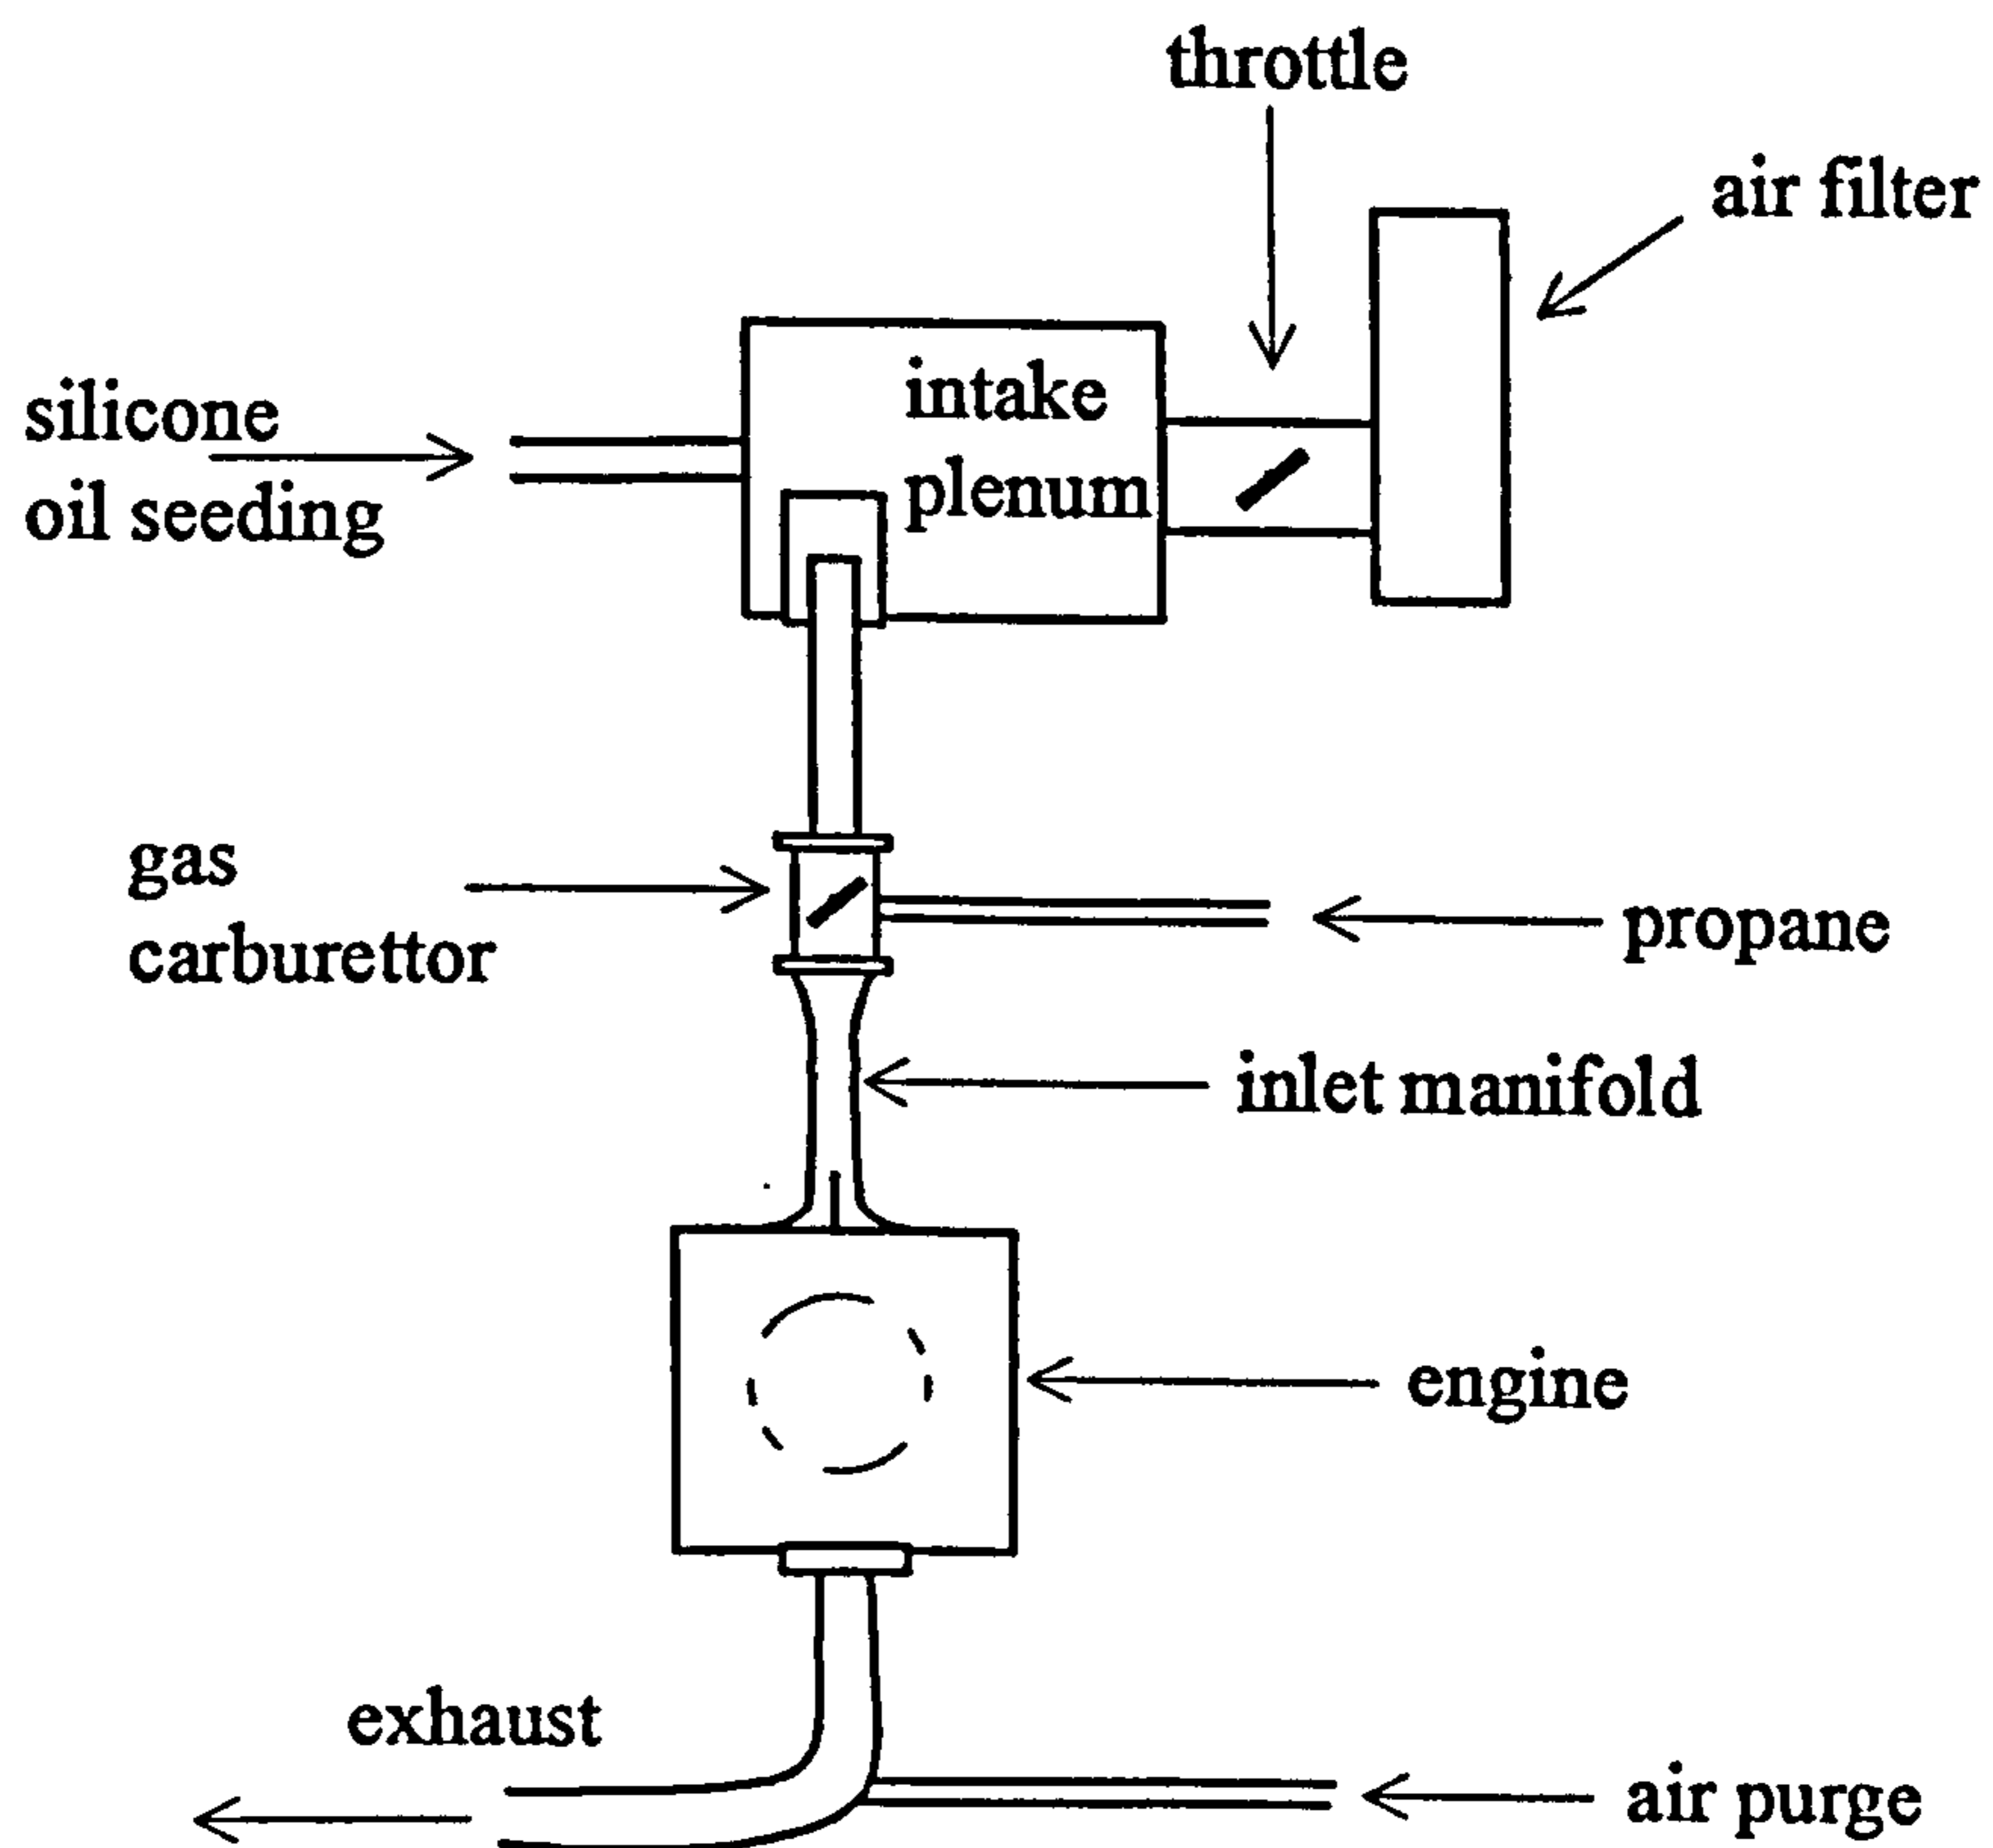 throttle
air filter
intake
plenum
silicone
oil seeding
gas
carburettor
propane
inlet manifold
engine
exhaust
air purge